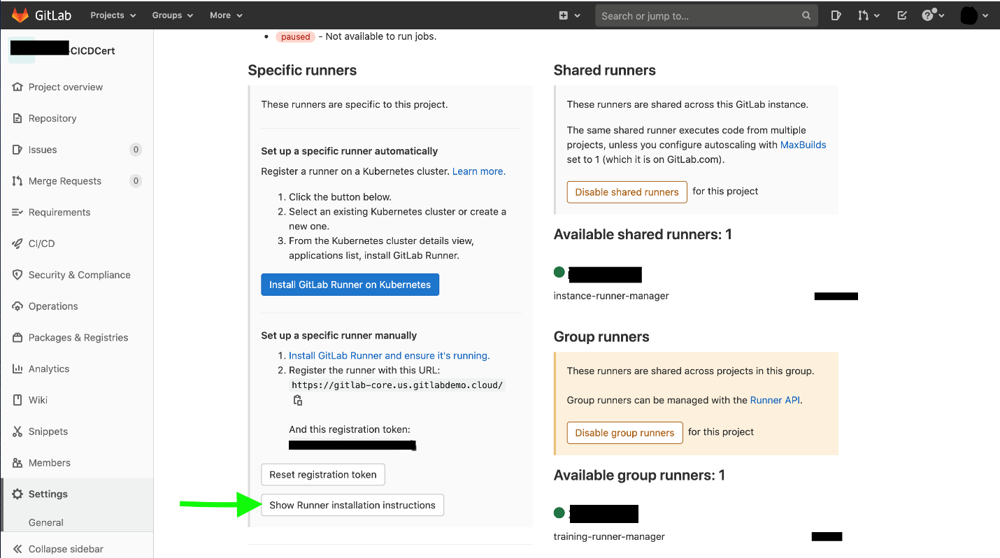 GitLab
Projects
Groups
More
Search or jump to...
-CICDCert
Project overview
Repository
Issues 0
Merge Requests 0
Requirements
CI/CD
Security & Compliance
Operations
Packages & Registries
Analytics
Wiki
Snippets
Members
Settings
General
Collapse sidebar
• paused - Not available to run jobs.
Specific runners
These runners are specific to this project.
Set up a specific runner automatically
Register a runner on a Kubernetes cluster. Learn more.
1. Click the button below.
2. Select an existing Kubernetes cluster or create a
new one.
3. From the Kubernetes cluster details view,
applications list, install GitLab Runner.
Install GitLab Runner on Kubernetes
Set up a specific runner manually
1. Install GitLab Runner and ensure it's running.
2. Register the runner with this URL:
https://gitlab-core.us.gitlabdemo.cloud/
And this registration token:
Reset registration token
Show Runner installation instructions
Shared runners
These runners are shared across this GitLab instance.
The same shared runner executes code from multiple
projects, unless you configure autoscaling with MaxBuilds
set to 1 (which it is on GitLab.com).
Disable shared runners for this project
Available shared runners: 1
instance-runner-manager
Group runners
These runners are shared across projects in this group.
Group runners can be managed with the Runner API.
Disable group runners for this project
Available group runners: 1
training-runner-manager